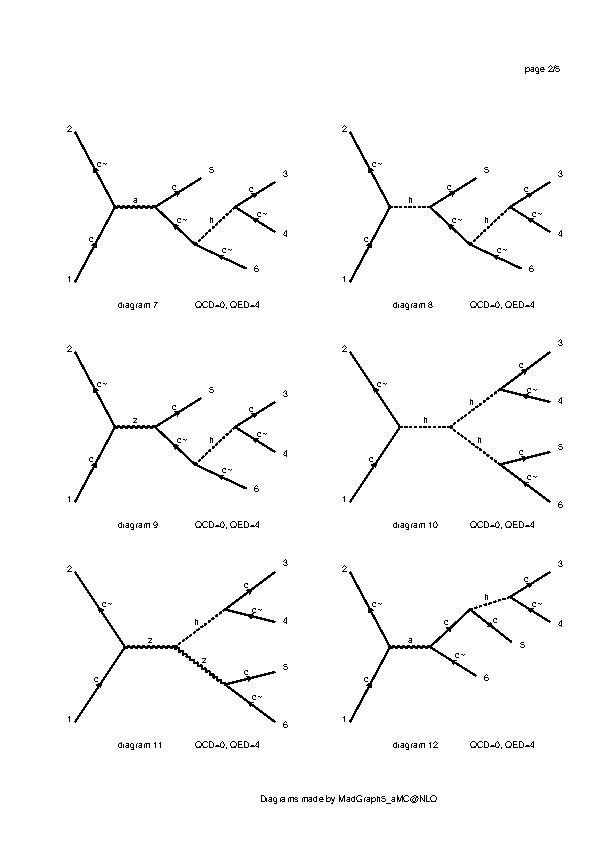 page 2/5
2 c~ a c 5 c 3
c~ h c~ 4
c c~ 6
1
diagram 7 QCD=0, QED=4
2 c~ h c 5 c 3
c~ h c~ 4
c c~ 6
1
diagram 8 QCD=0, QED=4
2 c~ z c 5 c 3
c~ h c~ 4
c c~ 6
1
diagram 9 QCD=0, QED=4
2 c~ h h c 3
c~ 4
c h c 5
1 c~ 6
diagram 10 QCD=0, QED=4
2 c~ z h c 3
c~ 4
c z c 5
1 c~ 6
diagram 11 QCD=0, QED=4
2 c~ a h c 3
c c~ 4
c c 5
c~ 6
1
diagram 12 QCD=0, QED=4
Diagrams made by MadGraph5_aMC@NLO